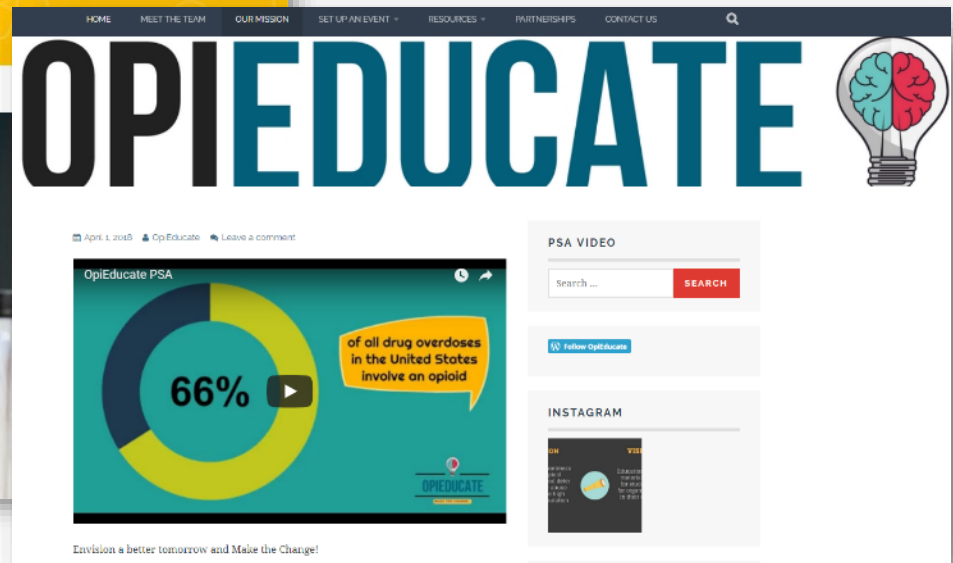 HOME MEET THE TEAM OUR MISSION SET UP AN EVENT RESOURCES PARTNERSHIPS CONTACT US
OPIEDUCATE
April 1, 2018 OpiEducate Leave a comment
OpiEducate PSA
66%
of all drug overdoses
in the United States
involve an opioid
OPIEDUCATE
Envision a better tomorrow and Make the Change!
PSA VIDEO
Search ... SEARCH
Follow OpiEducate
INSTAGRAM
ON VIS